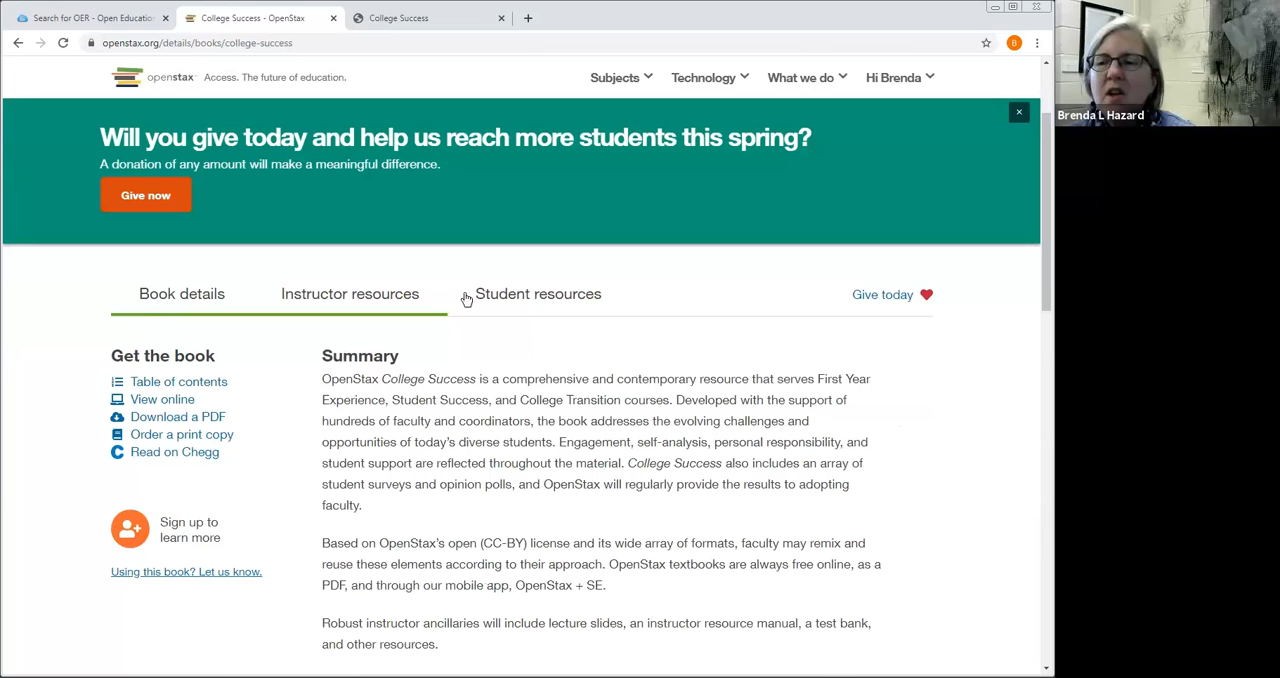 Search for OER - Open Educatio
College Success - OpenStax
College Success
openstax.org/details/books/college-success
B
openstax Access. The future of education.
Subjects
Technology
What we do
Hi Brenda
Will you give today and help us reach more students this spring?
A donation of any amount will make a meaningful difference.
Give now
Brenda L Hazard
Book details
Instructor resources
Student resources
Give today
Get the book
Table of contents
View online
Download a PDF
Order a print copy
Read on Chegg
Sign up to
learn more
Using this book? Let us know.
Summary
OpenStax College Success is a comprehensive and contemporary resource that serves First Year
Experience, Student Success, and College Transition courses. Developed with the support of
hundreds of faculty and coordinators, the book addresses the evolving challenges and
opportunities of today's diverse students. Engagement, self-analysis, personal responsibility, and
student support are reflected throughout the material. College Success also includes an array of
student surveys and opinion polls, and OpenStax will regularly provide the results to adopting
faculty.
Based on OpenStax's open (CC-BY) license and its wide array of formats, faculty may remix and
reuse these elements according to their approach. OpenStax textbooks are always free online, as a
PDF, and through our mobile app, OpenStax + SE.
Robust instructor ancillaries will include lecture slides, an instructor resource manual, a test bank,
and other resources.